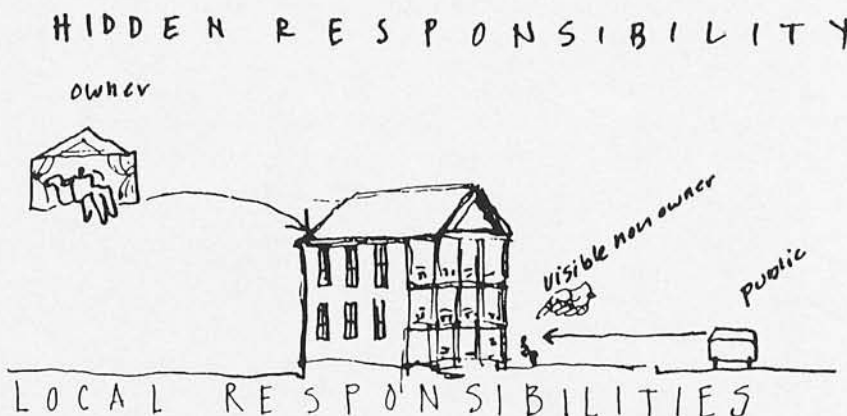 HIDDEN RESPONSIBILITY
owner
visible non owner
public
LOCAL RESPONSIBILITIES